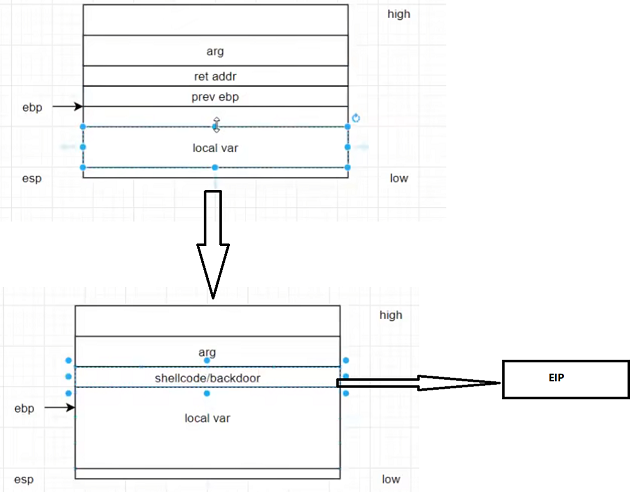 high
arg
ret addr
prev ebp
ebp
local var
esp
low
high
arg
shellcode/backdoor
EIP
ebp
local var
esp
low